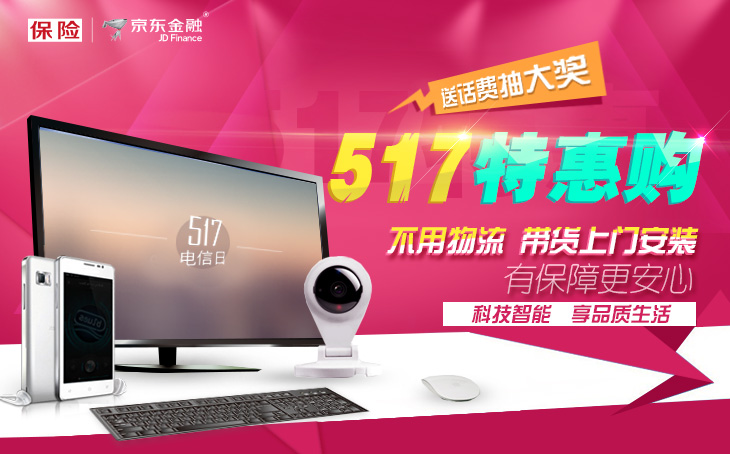 保险
京东金融®
JD Finance
送话费抽大奖
517特惠购
不用物流 带货上门安装
有保障更安心
科技智能 享品质生活
517
电信日